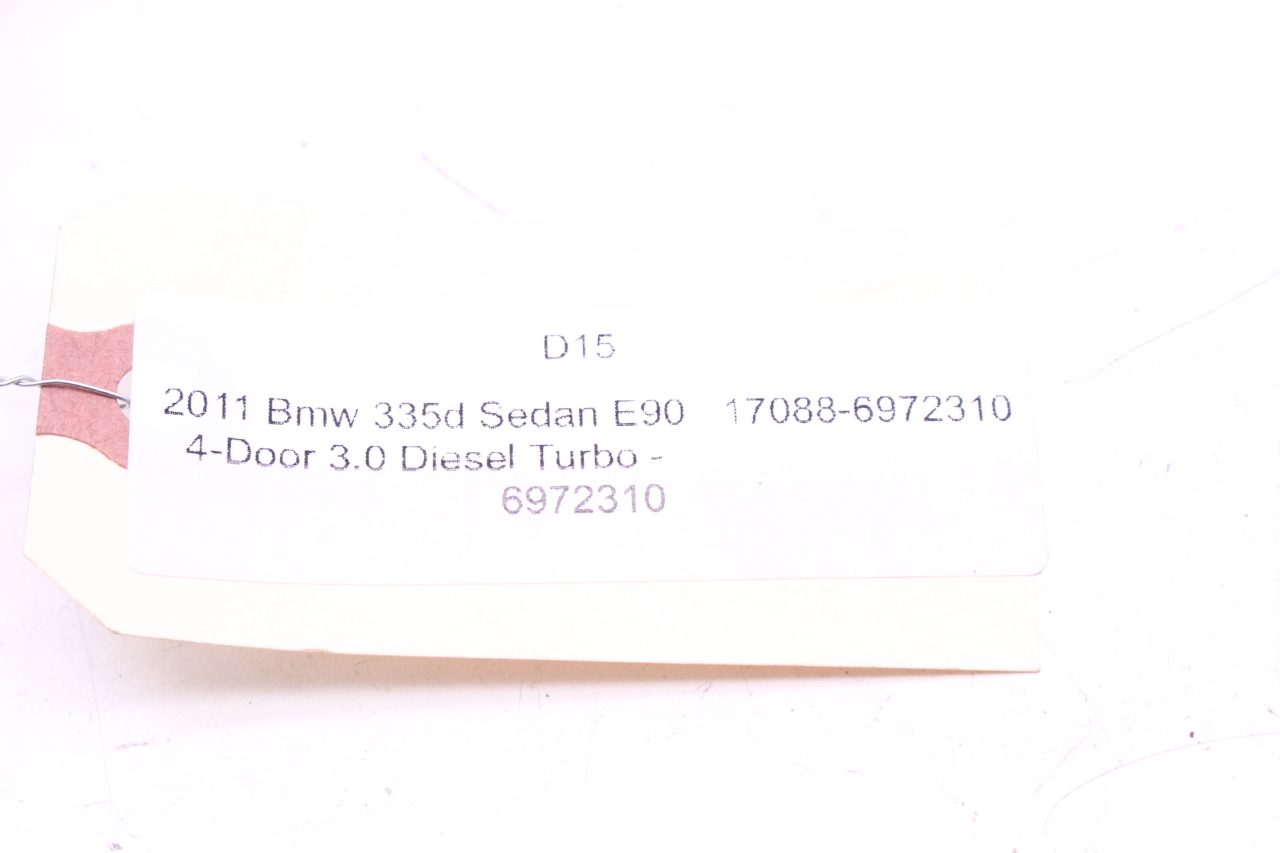 D15
2011 Bmw 335d Sedan E90 17088-6972310
4-Door 3.0 Diesel Turbo -
6972310